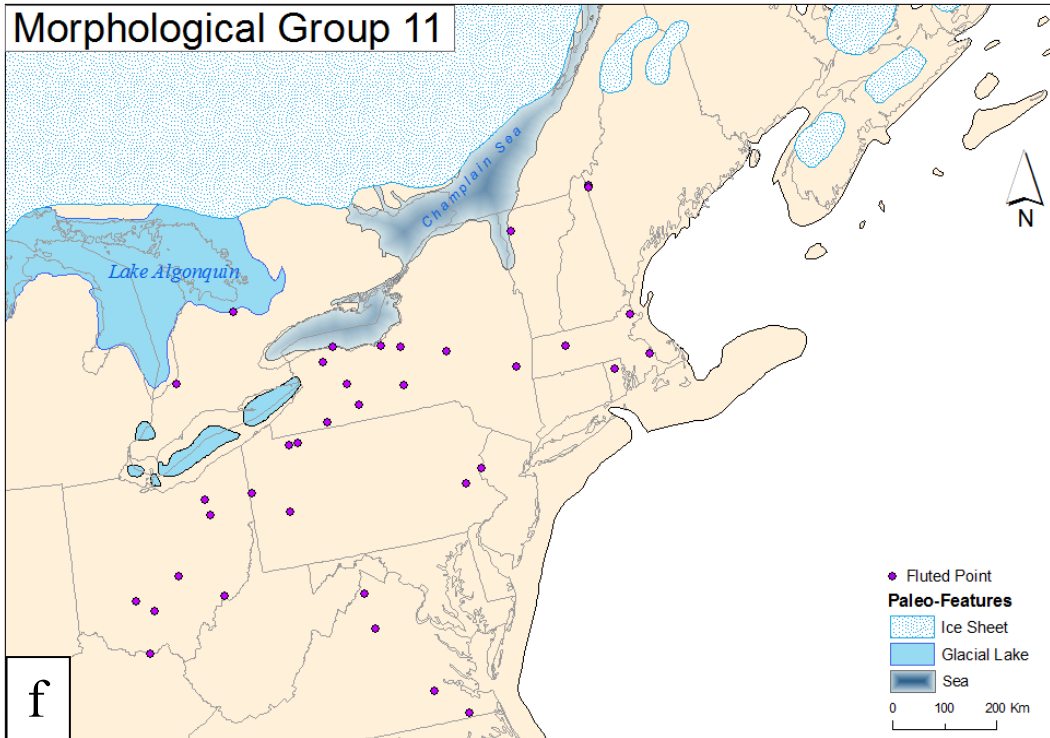 Morphological Group 11
Champlain Sea
Lake Algonquin
N
Fluted Point
Paleo-Features
Ice Sheet
Glacial Lake
Sea
0 100 200 Km
f